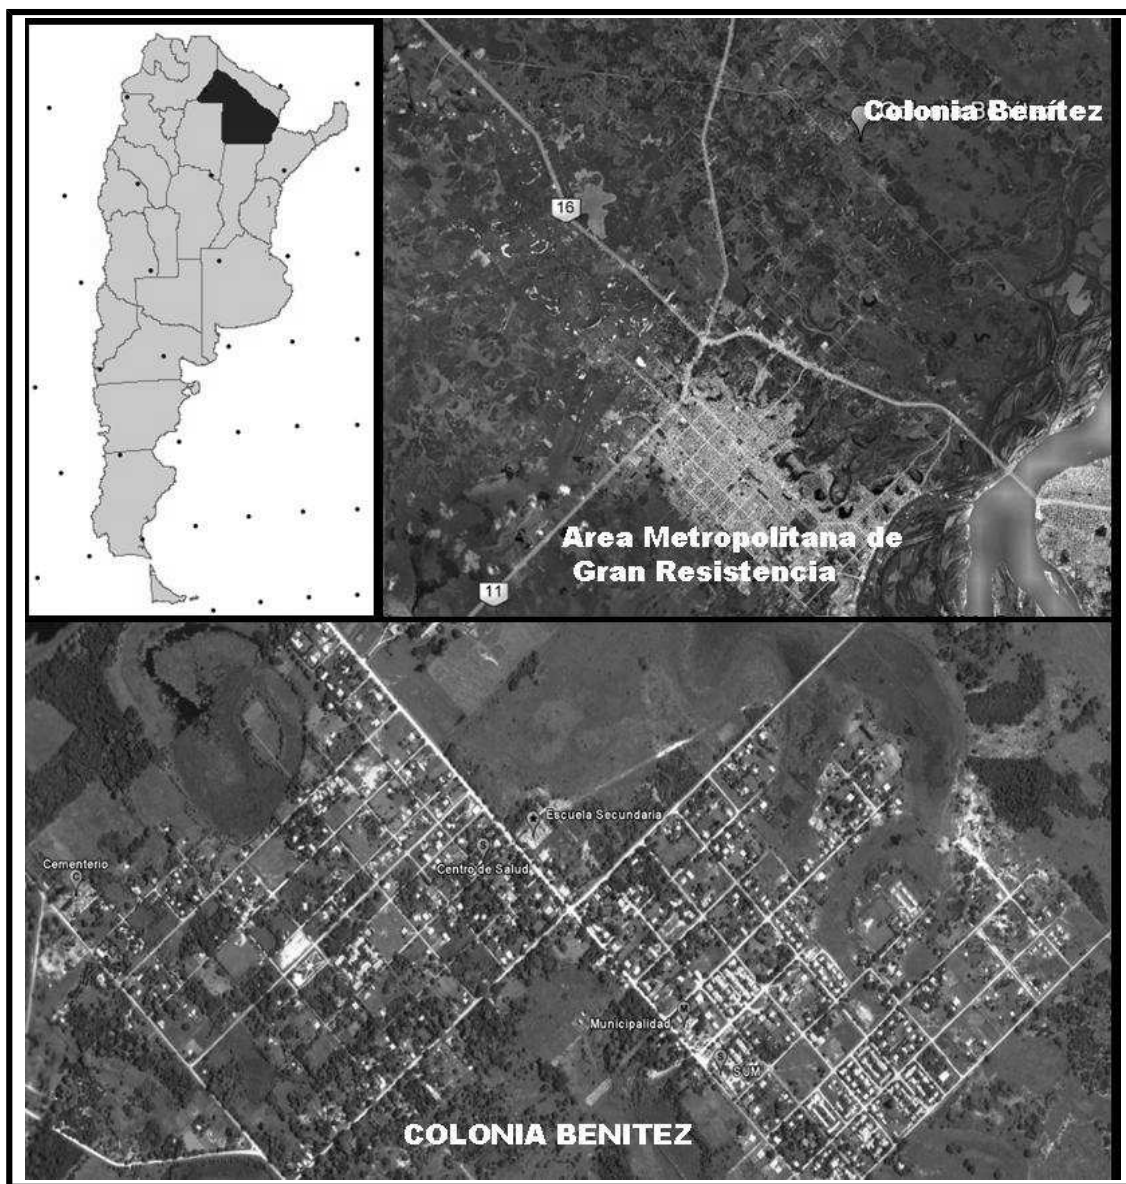 Colonia Benítez
16
Area Metropolitana de
Gran Resistencia
11
Escuela Secundaria
S
Centro de Salud
Cementerio
C
M
Municipalidad
S
SUM
COLONIA BENITEZ